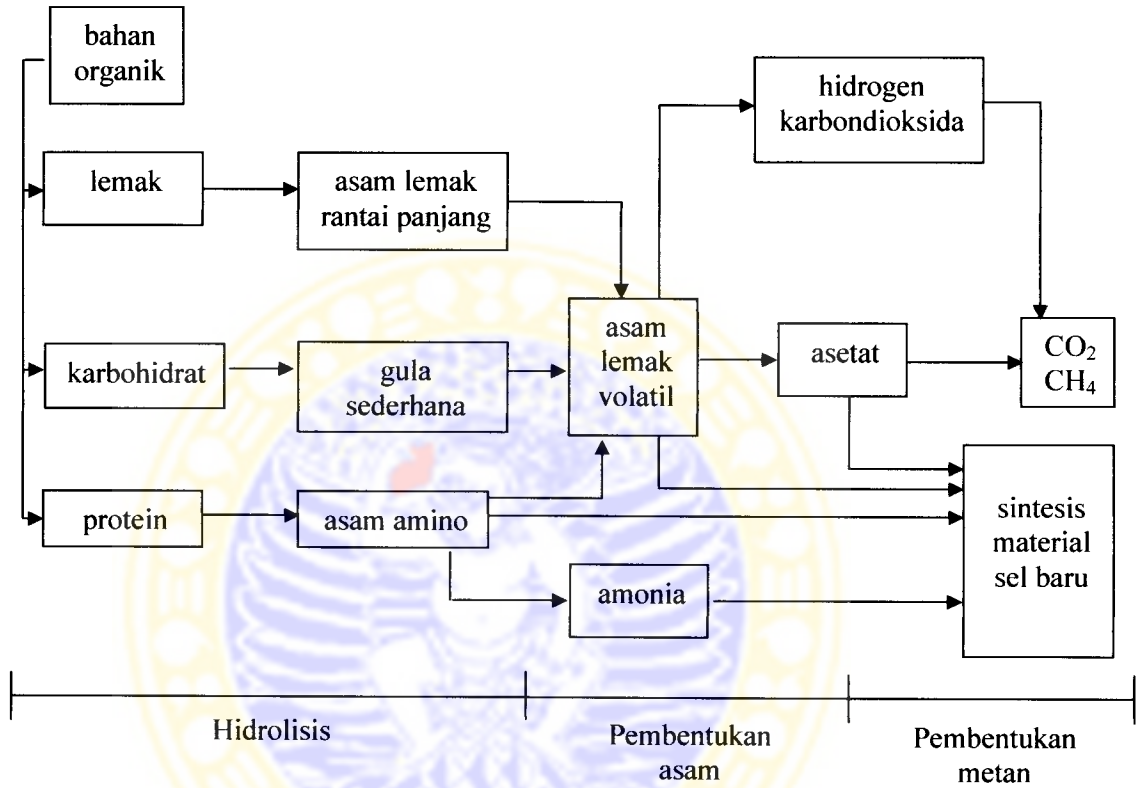 bahan
organik
hidrogen
karbondioksida
lemak
asam lemak
rantai panjang
asam
lemak
volatil
asetat
CO₂
CH₄
karbohidrat
gula
sederhana
protein
asam amino
amonia
sintesis
material
sel baru
Hidrolisis
Pembentukan
asam
Pembentukan
metan